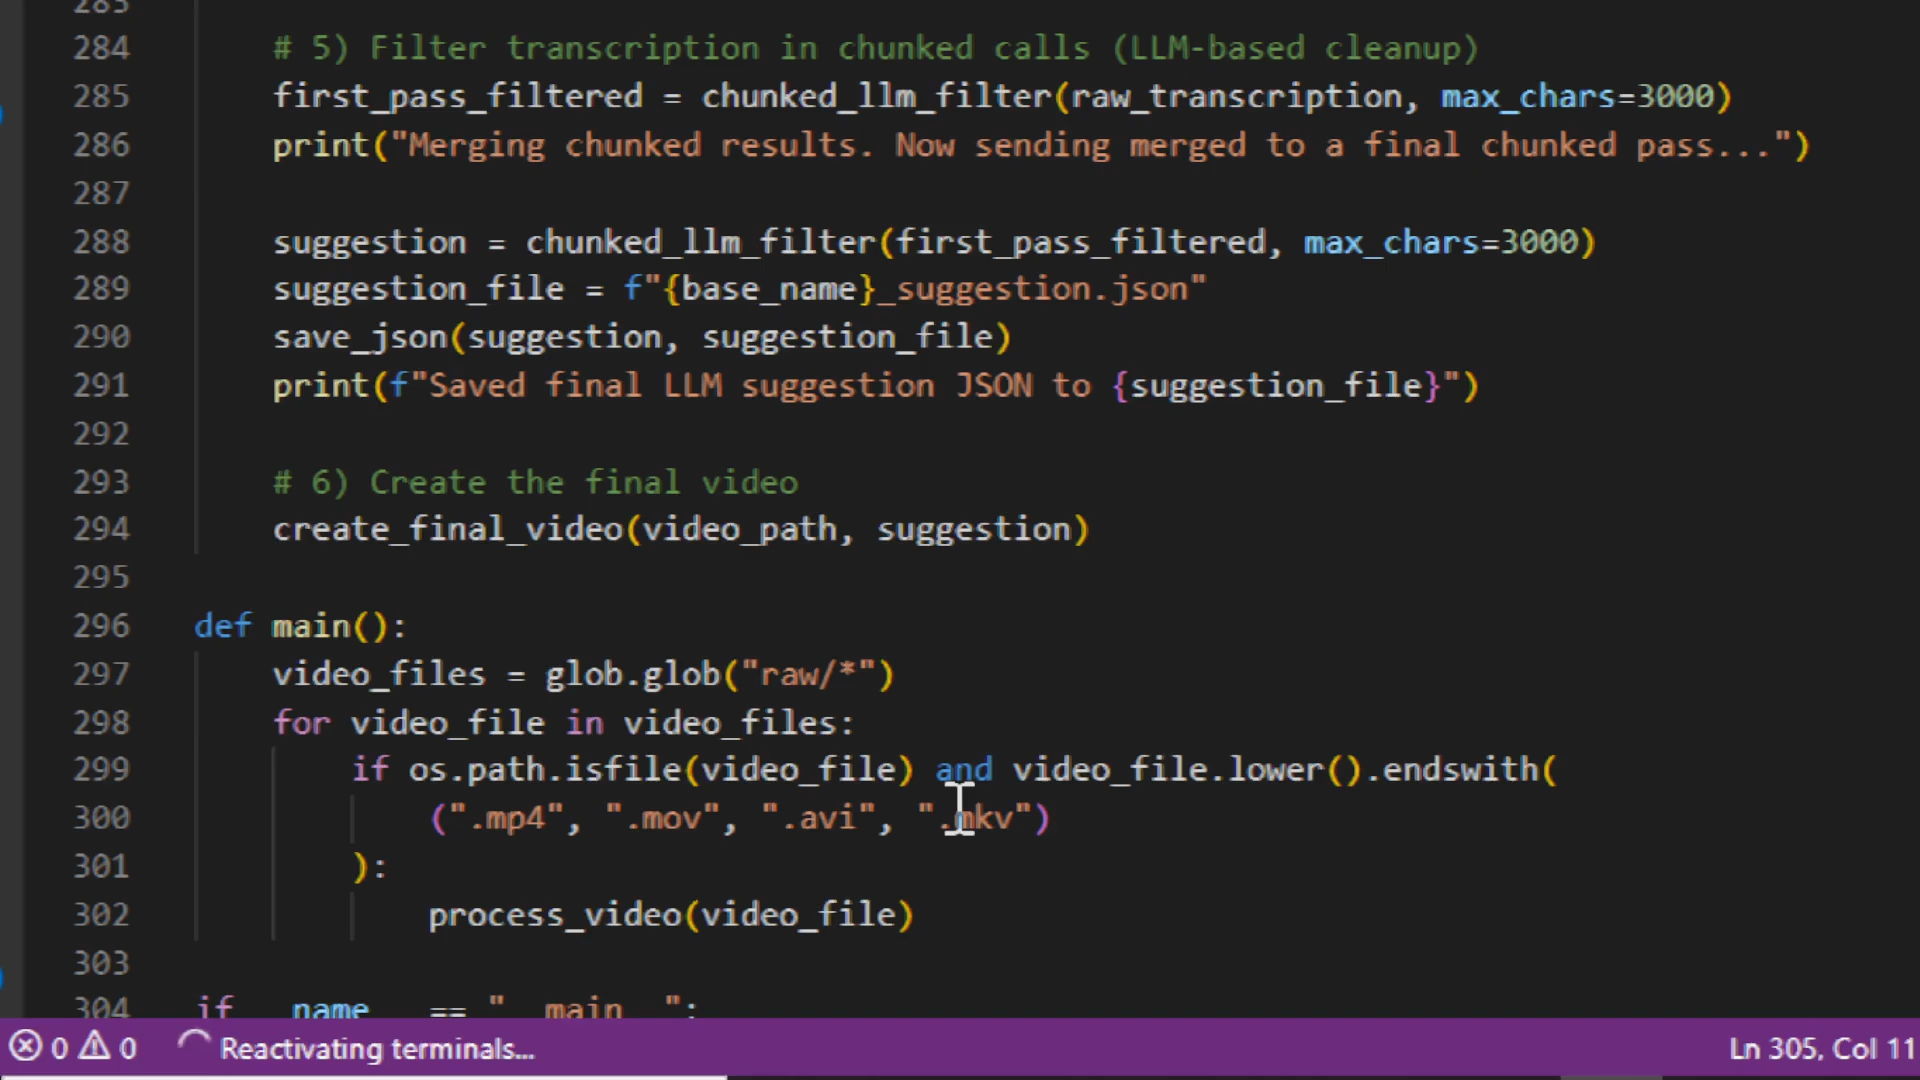 283
284 # 5) Filter transcription in chunked calls (LLM-based cleanup)
285 first_pass_filtered = chunked_llm_filter(raw_transcription, max_chars=3000)
286 print("Merging chunked results. Now sending merged to a final chunked pass...")
287
288 suggestion = chunked_llm_filter(first_pass_filtered, max_chars=3000)
289 suggestion_file = f"{base_name}_suggestion.json"
290 save_json(suggestion, suggestion_file)
291 print(f"Saved final LLM suggestion JSON to {suggestion_file}")
292
293 # 6) Create the final video
294 create_final_video(video_path, suggestion)
295
296 def main():
297 video_files = glob.glob("raw/*")
298 for video_file in video_files:
299 if os.path.isfile(video_file) and video_file.lower().endswith(
300 (".mp4", ".mov", ".avi", ".mkv")
301 ):
302 process_video(video_file)
303
304 if __name__ == "__main__":
0 0 Reactivating terminals... Ln 305, Col 11